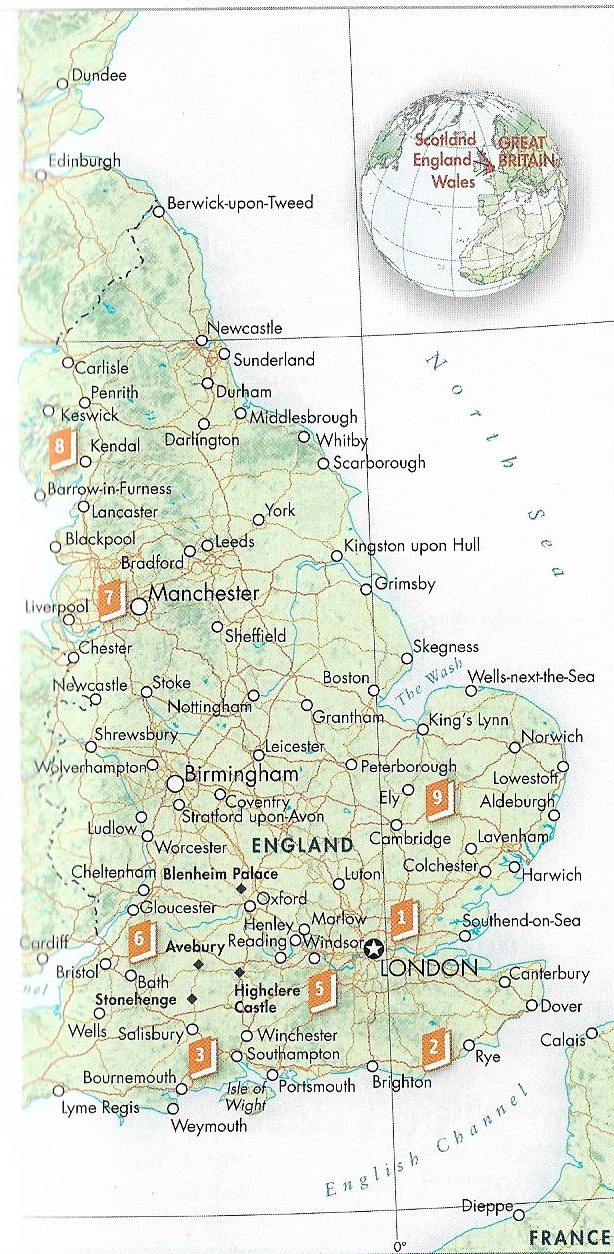 Dundee
Edinburgh
Berwick-upon-Tweed
Scotland
England
Wales
GREAT
BRITAIN
Newcastle
Sunderland
Carlisle
Durham
Penrith
Keswick
Middlesbrough
Darlington
Whitby
8
Kendal
Scarborough
North Sea
Barrow-in-Furness
Lancaster
York
Blackpool
Leeds
Bradford
Kingston upon Hull
7
Manchester
Grimsby
Liverpool
Sheffield
Chester
Skegness
The Wash
Newcastle
Stoke
Boston
Wells-next-the-Sea
Nottingham
Grantham
King's Lynn
Shrewsbury
Norwich
Leicester
Wolverhampton
Peterborough
Birmingham
Lowestoft
Ely
9
Aldeburgh
Coventry
Stratford upon-Avon
Ludlow
Worcester
ENGLAND
Cambridge
Lavenham
Cheltenham
Blenheim Palace
Luton
Colchester
Harwich
Gloucester
Oxford
1
Henley
Marlow
Southend-on-Sea
6
Avebury
Reading
Windsor
Cardiff
LONDON
Bristol
Bath
Canterbury
nel
Stonehenge
Highclere
Castle
5
Dover
Wells
Salisbury
Winchester
Calais
3
Southampton
2
Rye
Bournemouth
Isle of
Wight
Portsmouth
Brighton
Lyme Regis
Weymouth
English Channel
Dieppe
FRANCE
0°